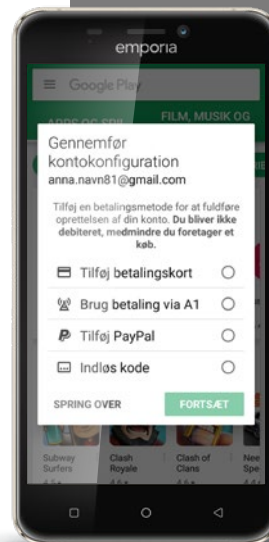 emporia
Google Play
APPS OG SPIL
FILM, MUSIK OG
Gennemfør
kontokonfiguration
anna.navn81@gmail.com
Tilføj en betalingsmetode for at fuldføre
oprettelsen af din konto. Du bliver ikke
debiteret, medmindre du foretager et
køb.
Tilføj betalingskort
Brug betaling via A1
Tilføj PayPal
Indløs kode
SPRING OVER
FORTSÆT
Subway
Surfers
Clash
Royale
Clash of
Clans
Nee
Spe